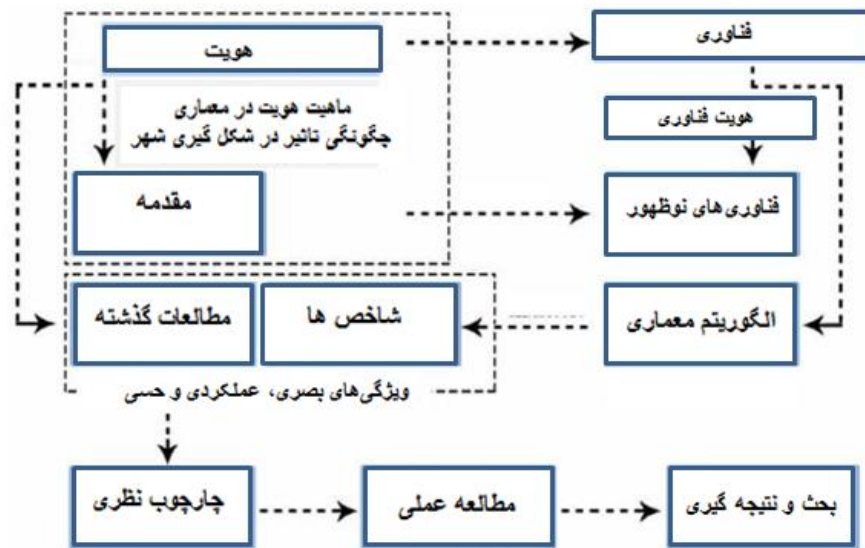 هویت
فناوری
ماهیت هویت در معماری
چگونگی تاثیر در شکل گیری شهر
هویت فناوری
مقدمه
فناوری های نوظهور
مطالعات گذشته
شاخص ها
الگوریتم معماری
ویژگی‌های بصری، عملکردی و حسی
چارچوب نظری
مطالعه عملی
بحث و نتیجه گیری